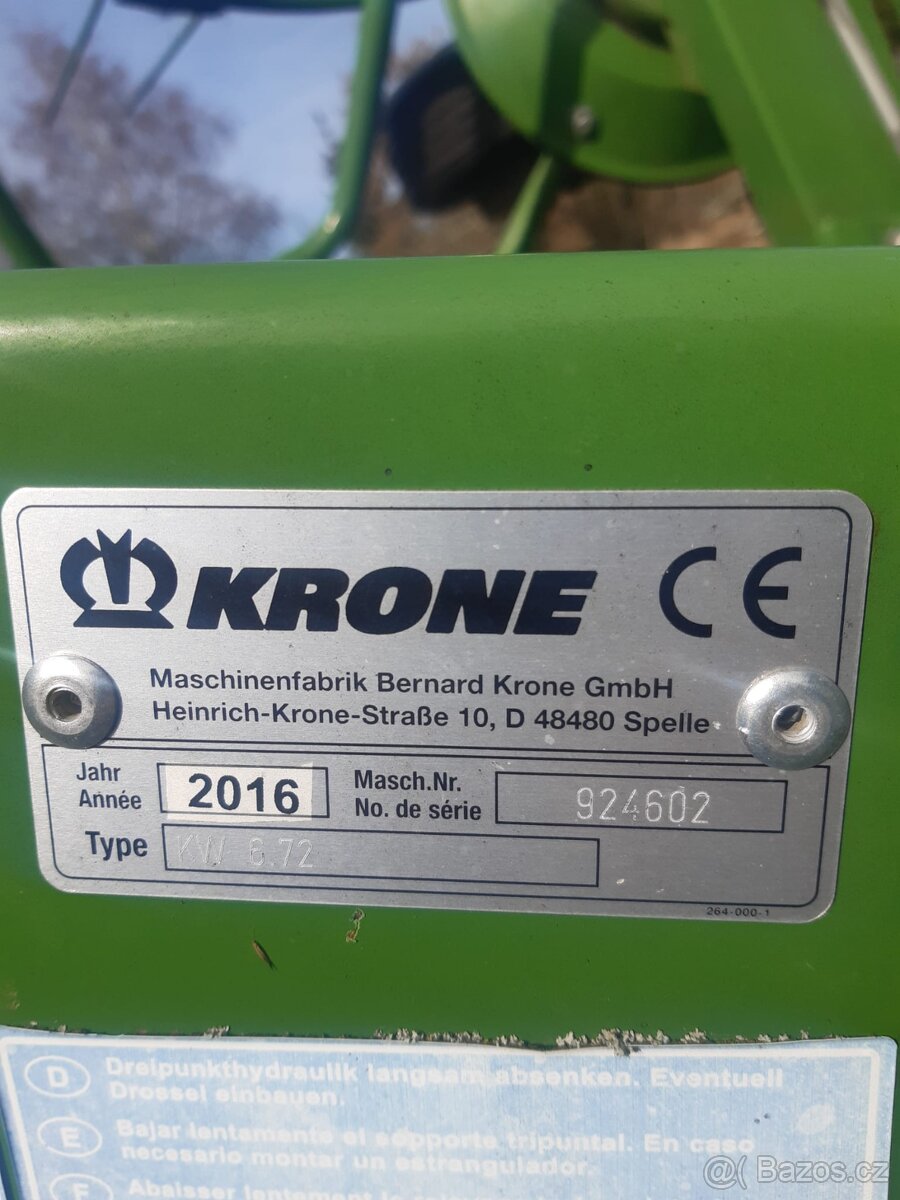 KRONE CE
Maschinenfabrik Bernard Krone GmbH
Heinrich-Krone-Straße 10, D 48480 Spelle
Jahr
Année
2016
Masch.Nr.
No. de série
924602
Type
KW 6.72
264-000-1
D Dreipunkthydraulik langsam absenken. Eventuell
Drossel einbauen.
E Bajar lentamente el soporte tripuntal. En caso
necesario montar un estrangulador.
F Abaisser lentement
@( Bazos.cz